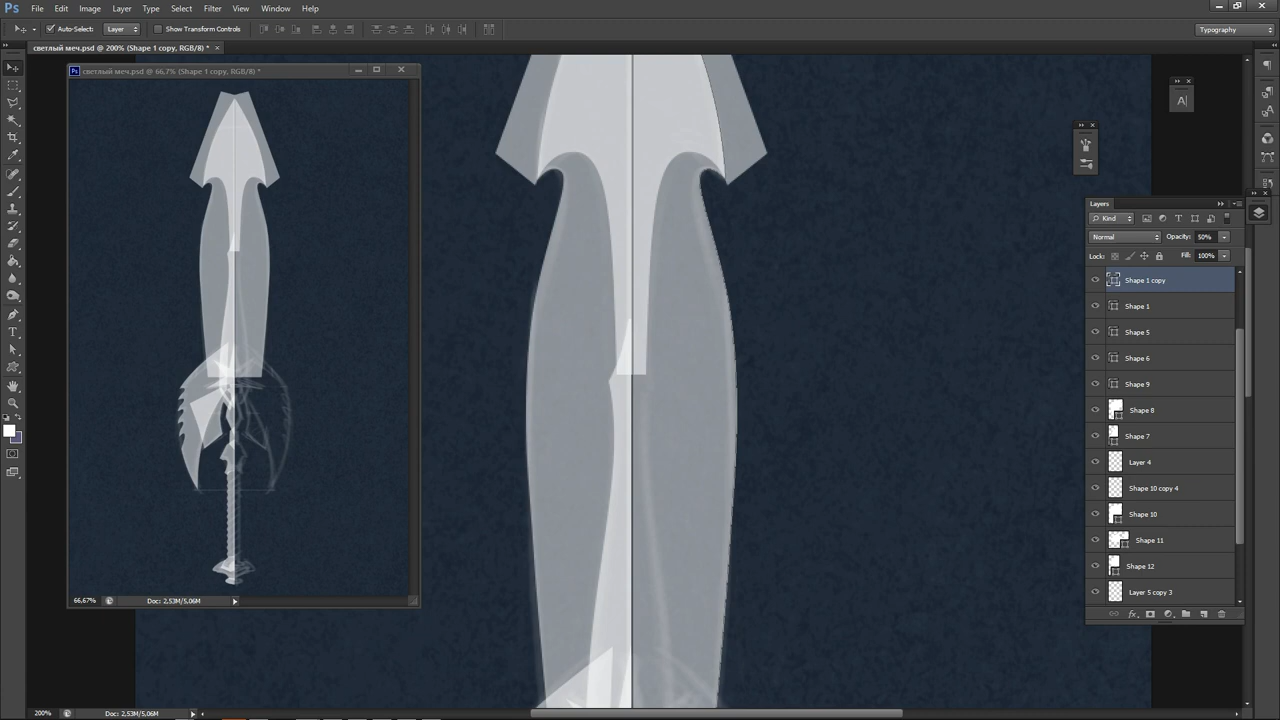 Ps File Edit Image Layer Type Select Filter View Window Help
Auto-Select: Layer Show Transform Controls Typography
светлый меч.psd @ 200% (Shape 1 copy, RGB/8) * ×
Ps светлый меч.psd @ 66,7% (Shape 1 copy, RGB/8) *
A
Layers
Kind
Normal Opacity: 50%
Lock: Fill: 100%
Shape 1 copy
Shape 1
Shape 5
Shape 6
Shape 9
Shape 8
Shape 7
Layer 4
Shape 10 copy 4
Shape 10
Shape 11
Shape 12
Layer 5 copy 3
fx
66,67% Doc: 2,53M/5,06M
200% Doc: 2,53M/5,06M